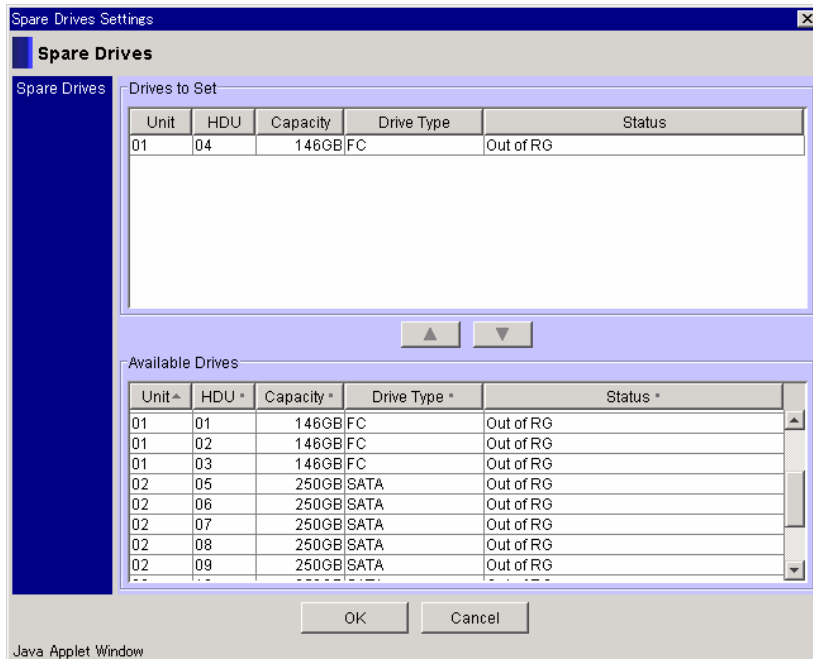 Spare Drives Settings
Spare Drives
Spare Drives
Drives to Set
Unit HDU Capacity Drive Type Status
01 04 146GB FC Out of RG
Available Drives
Unit HDU Capacity Drive Type Status
01 01 146GB FC Out of RG
01 02 146GB FC Out of RG
01 03 146GB FC Out of RG
02 05 250GB SATA Out of RG
02 06 250GB SATA Out of RG
02 07 250GB SATA Out of RG
02 08 250GB SATA Out of RG
02 09 250GB SATA Out of RG
OK Cancel
Java Applet Window